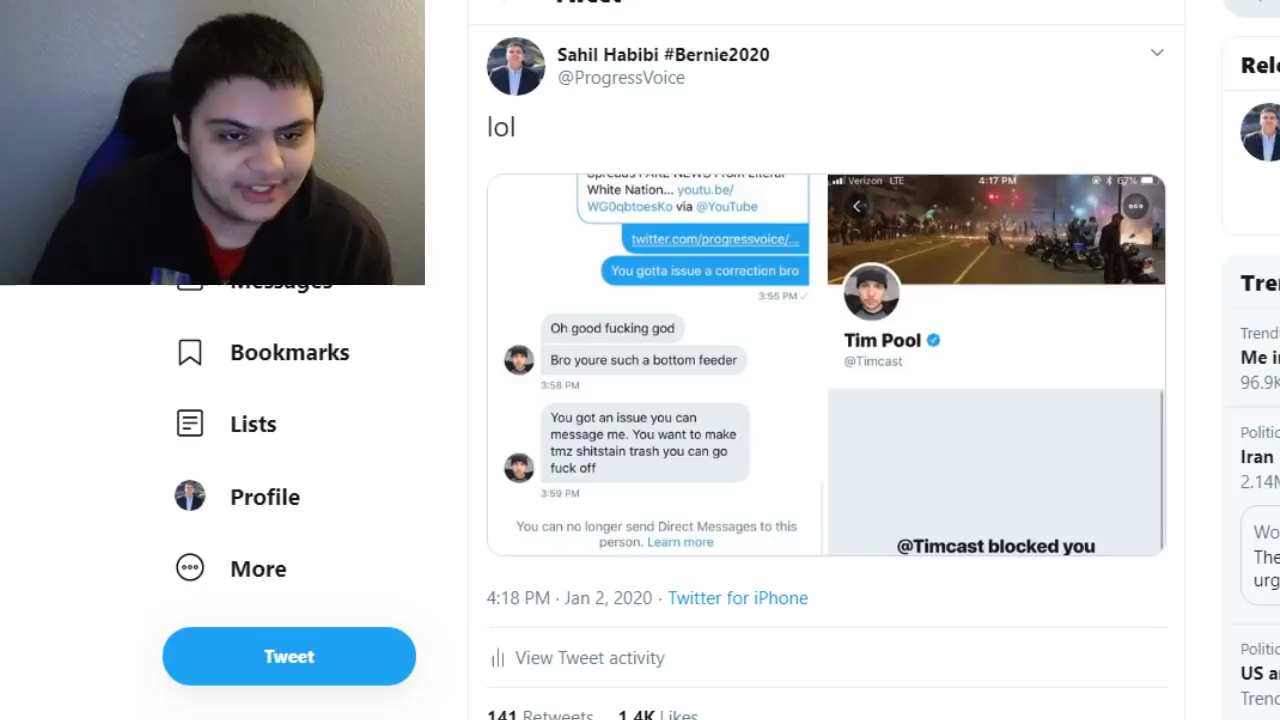 Tweet
Sahil Habibi #Bernie2020
@ProgressVoice
lol
Spreads FAKE NEWS From Literal
White Nation... youtu.be/
WG0qbtoesKo via @YouTube
twitter.com/progressvoice/...
You gotta issue a correction bro
3:55 PM ✓
Oh good fucking god
Bro youre such a bottom feeder
3:58 PM
You got an issue you can
message me. You want to make
tmz shitstain trash you can go
fuck off
3:59 PM
You can no longer send Direct Messages to this
person. Learn more
Verizon LTE 4:17 PM 67%
Tim Pool
@Timcast
@Timcast blocked you
4:18 PM · Jan 2, 2020 · Twitter for iPhone
View Tweet activity
141 Retweets 1.4K Likes
Messages
Bookmarks
Lists
Profile
More
Tweet
Rele
Tre
Trend
Me i
96.9K
Politic
Iran
2.14M
Wo
The
urg
Politic
US a
Trend